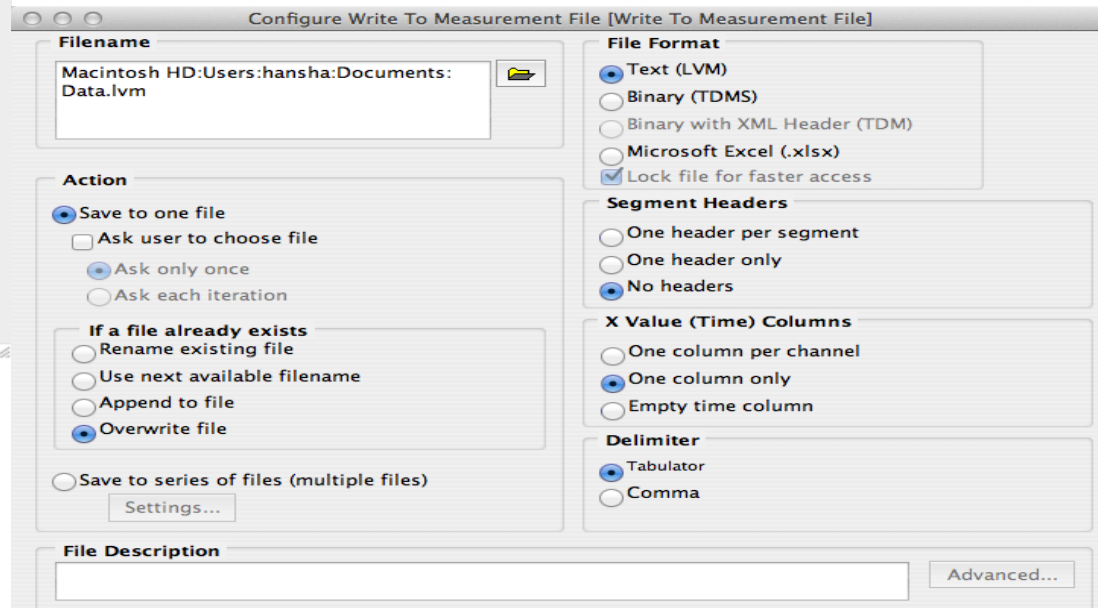 Configure Write To Measurement File [Write To Measurement File]
Filename
Macintosh HD:Users:hansha:Documents:
Data.lvm
Action
Save to one file
Ask user to choose file
Ask only once
Ask each iteration
If a file already exists
Rename existing file
Use next available filename
Append to file
Overwrite file
Save to series of files (multiple files)
Settings...
File Format
Text (LVM)
Binary (TDMS)
Binary with XML Header (TDM)
Microsoft Excel (.xlsx)
Lock file for faster access
Segment Headers
One header per segment
One header only
No headers
X Value (Time) Columns
One column per channel
One column only
Empty time column
Delimiter
Tabulator
Comma
File Description
Advanced...